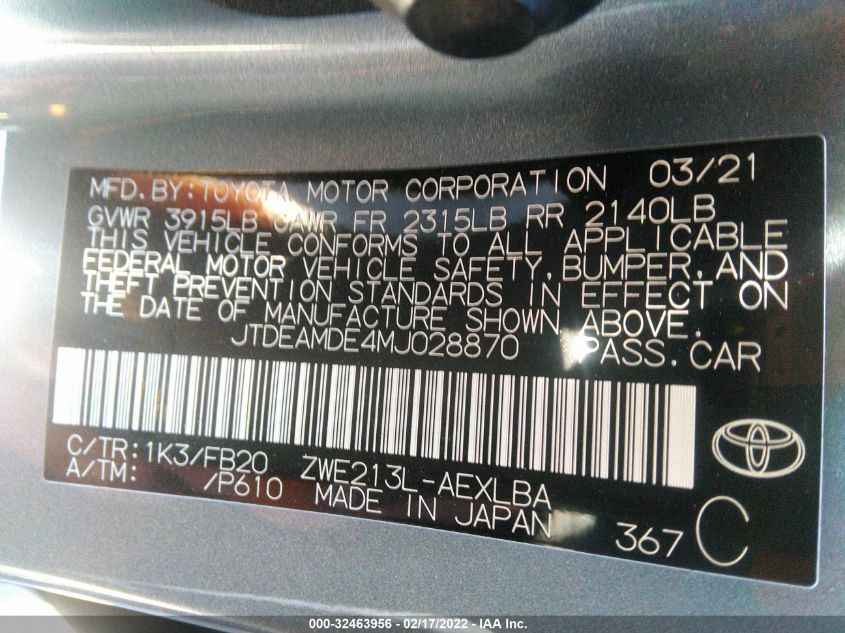 MFD.BY:TOYOTA MOTOR CORPORATION 03/21
GVWR 3915LB GAWR FR 2315LB RR 2140LB
THIS VEHICLE CONFORMS TO ALL APPLICABLE
FEDERAL MOTOR VEHICLE SAFETY,BUMPER,AND
THEFT PREVENTION STANDARDS IN EFFECT ON
THE DATE OF MANUFACTURE SHOWN ABOVE.
JTDEAMDE4MJ028870 PASS.CAR
C/TR:1K3/FB20 ZWE213L-AEXLBA
A/TM: /P610 MADE IN JAPAN
367 C
000-32463956 - 02/17/2022 - IAA Inc.